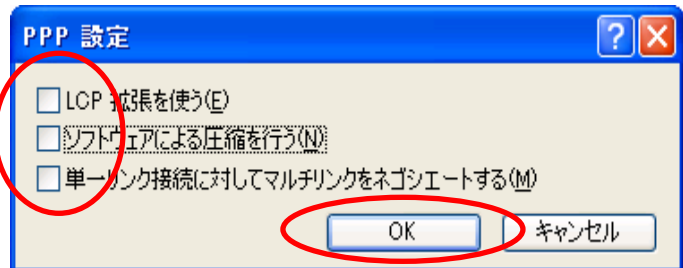 PPP 設定
LCP 拡張を使う(E)
ソフトウェアによる圧縮を行う(N)
単一リンク接続に対してマルチリンクをネゴシエートする(M)
OK キャンセル